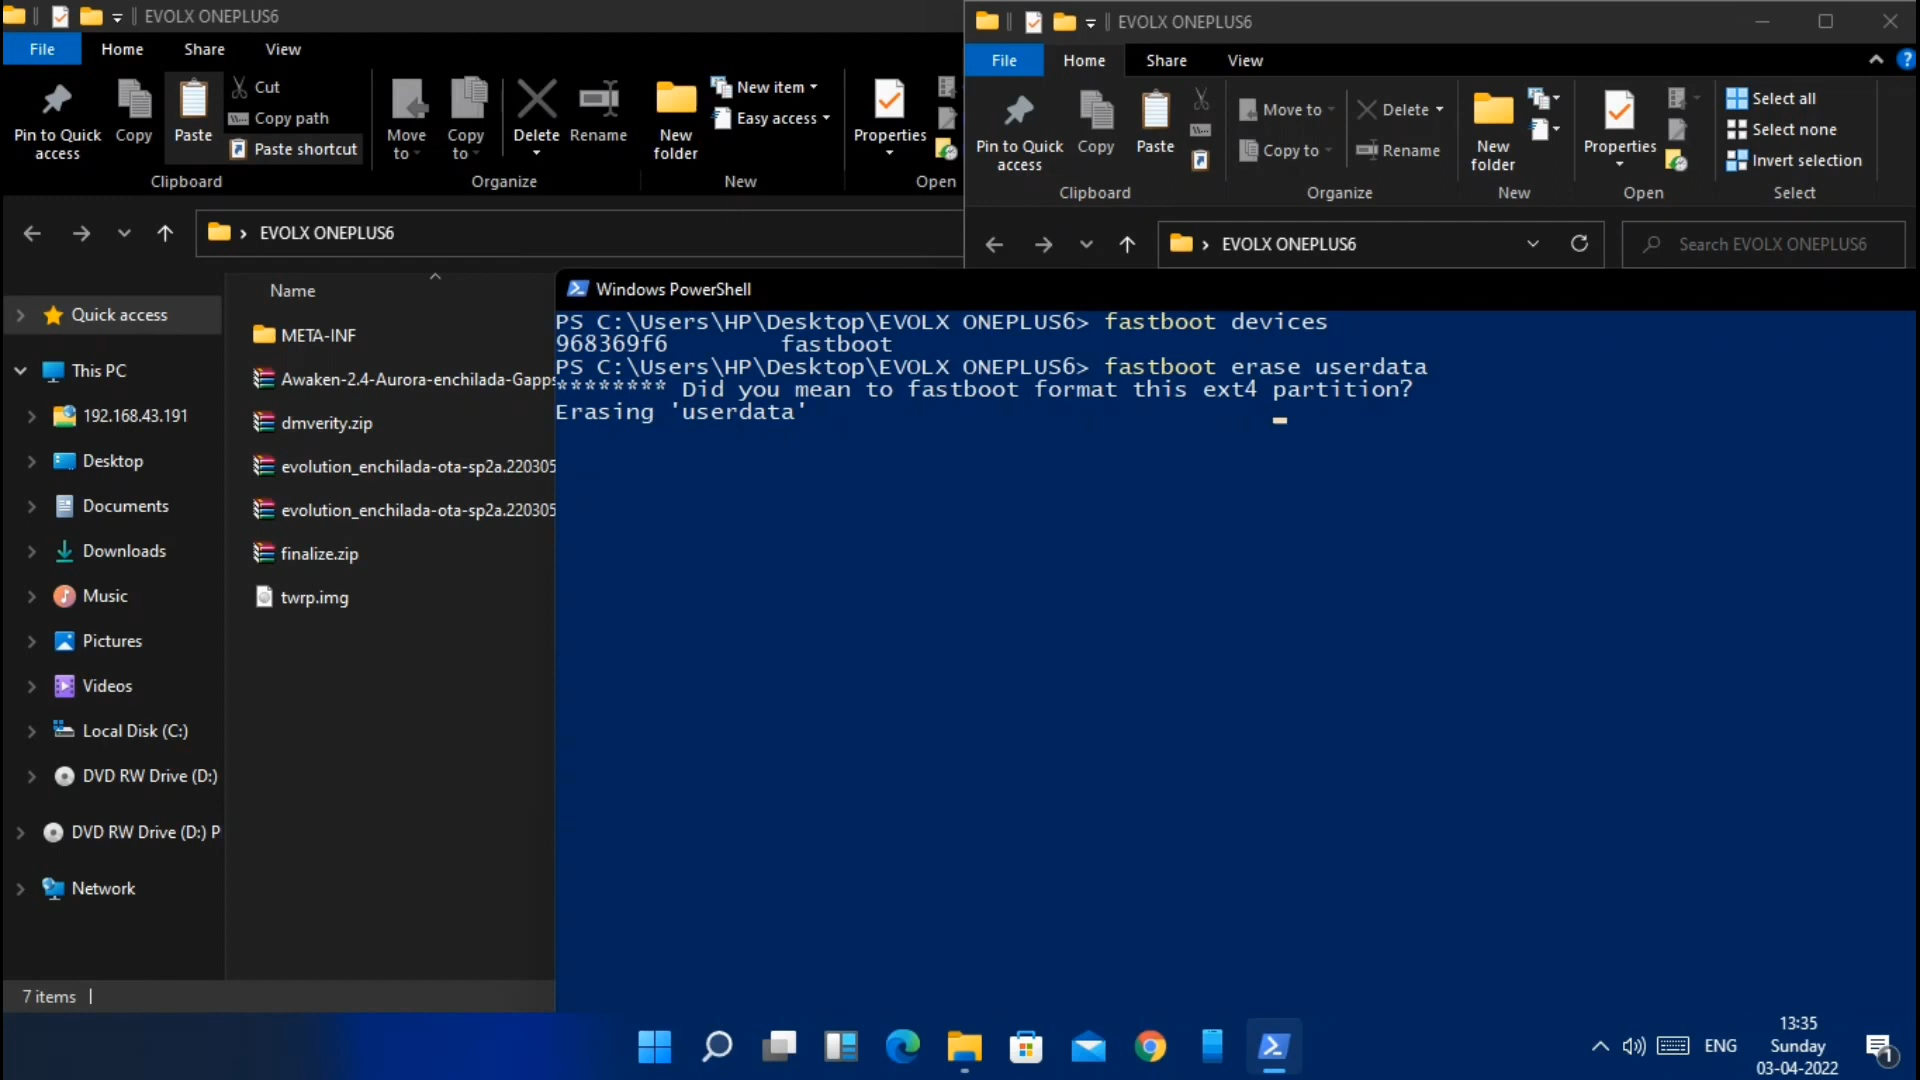 EVOLX ONEPLUS6
File Home Share View
Pin to Quick access
Copy
Paste
Cut
Copy path
Paste shortcut
Clipboard
Move to
Copy to
Delete
Rename
Organize
New folder
New item
Easy access
New
Properties
Open
EVOLX ONEPLUS6
File Home Share View
Pin to Quick access
Copy
Paste
Clipboard
Move to
Copy to
Delete
Rename
Organize
New folder
New
Properties
Open
Select all
Select none
Invert selection
Select
EVOLX ONEPLUS6
EVOLX ONEPLUS6
Search EVOLX ONEPLUS6
Quick access
This PC
192.168.43.191
Desktop
Documents
Downloads
Music
Pictures
Videos
Local Disk (C:)
DVD RW Drive (D:)
DVD RW Drive (D:) P
Network
Name
META-INF
Awaken-2.4-Aurora-enchilada-Gapps
dmverity.zip
evolution_enchilada-ota-sp2a.220305
evolution_enchilada-ota-sp2a.220305
finalize.zip
twrp.img
7 items
Windows PowerShell
PS C:\Users\HP\Desktop\EVOLX ONEPLUS6> fastboot devices
968369f6 fastboot
PS C:\Users\HP\Desktop\EVOLX ONEPLUS6> fastboot erase userdata
******** Did you mean to fastboot format this ext4 partition?
Erasing 'userdata'
ENG
13:35
Sunday
03-04-2022
1